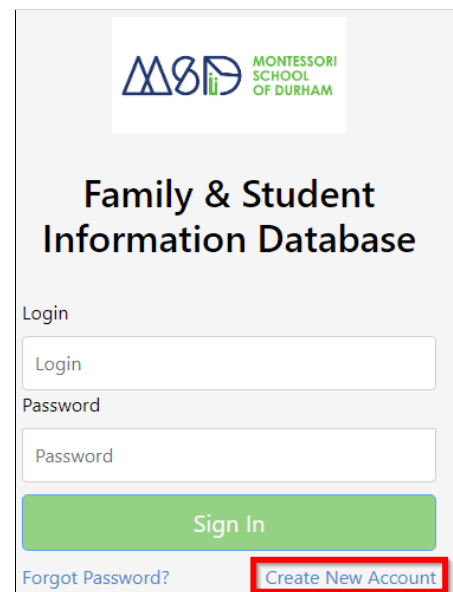 MSD MONTESSORI
SCHOOL
OF DURHAM
Family & Student
Information Database
Login
Login
Password
Password
Sign In
Forgot Password? Create New Account